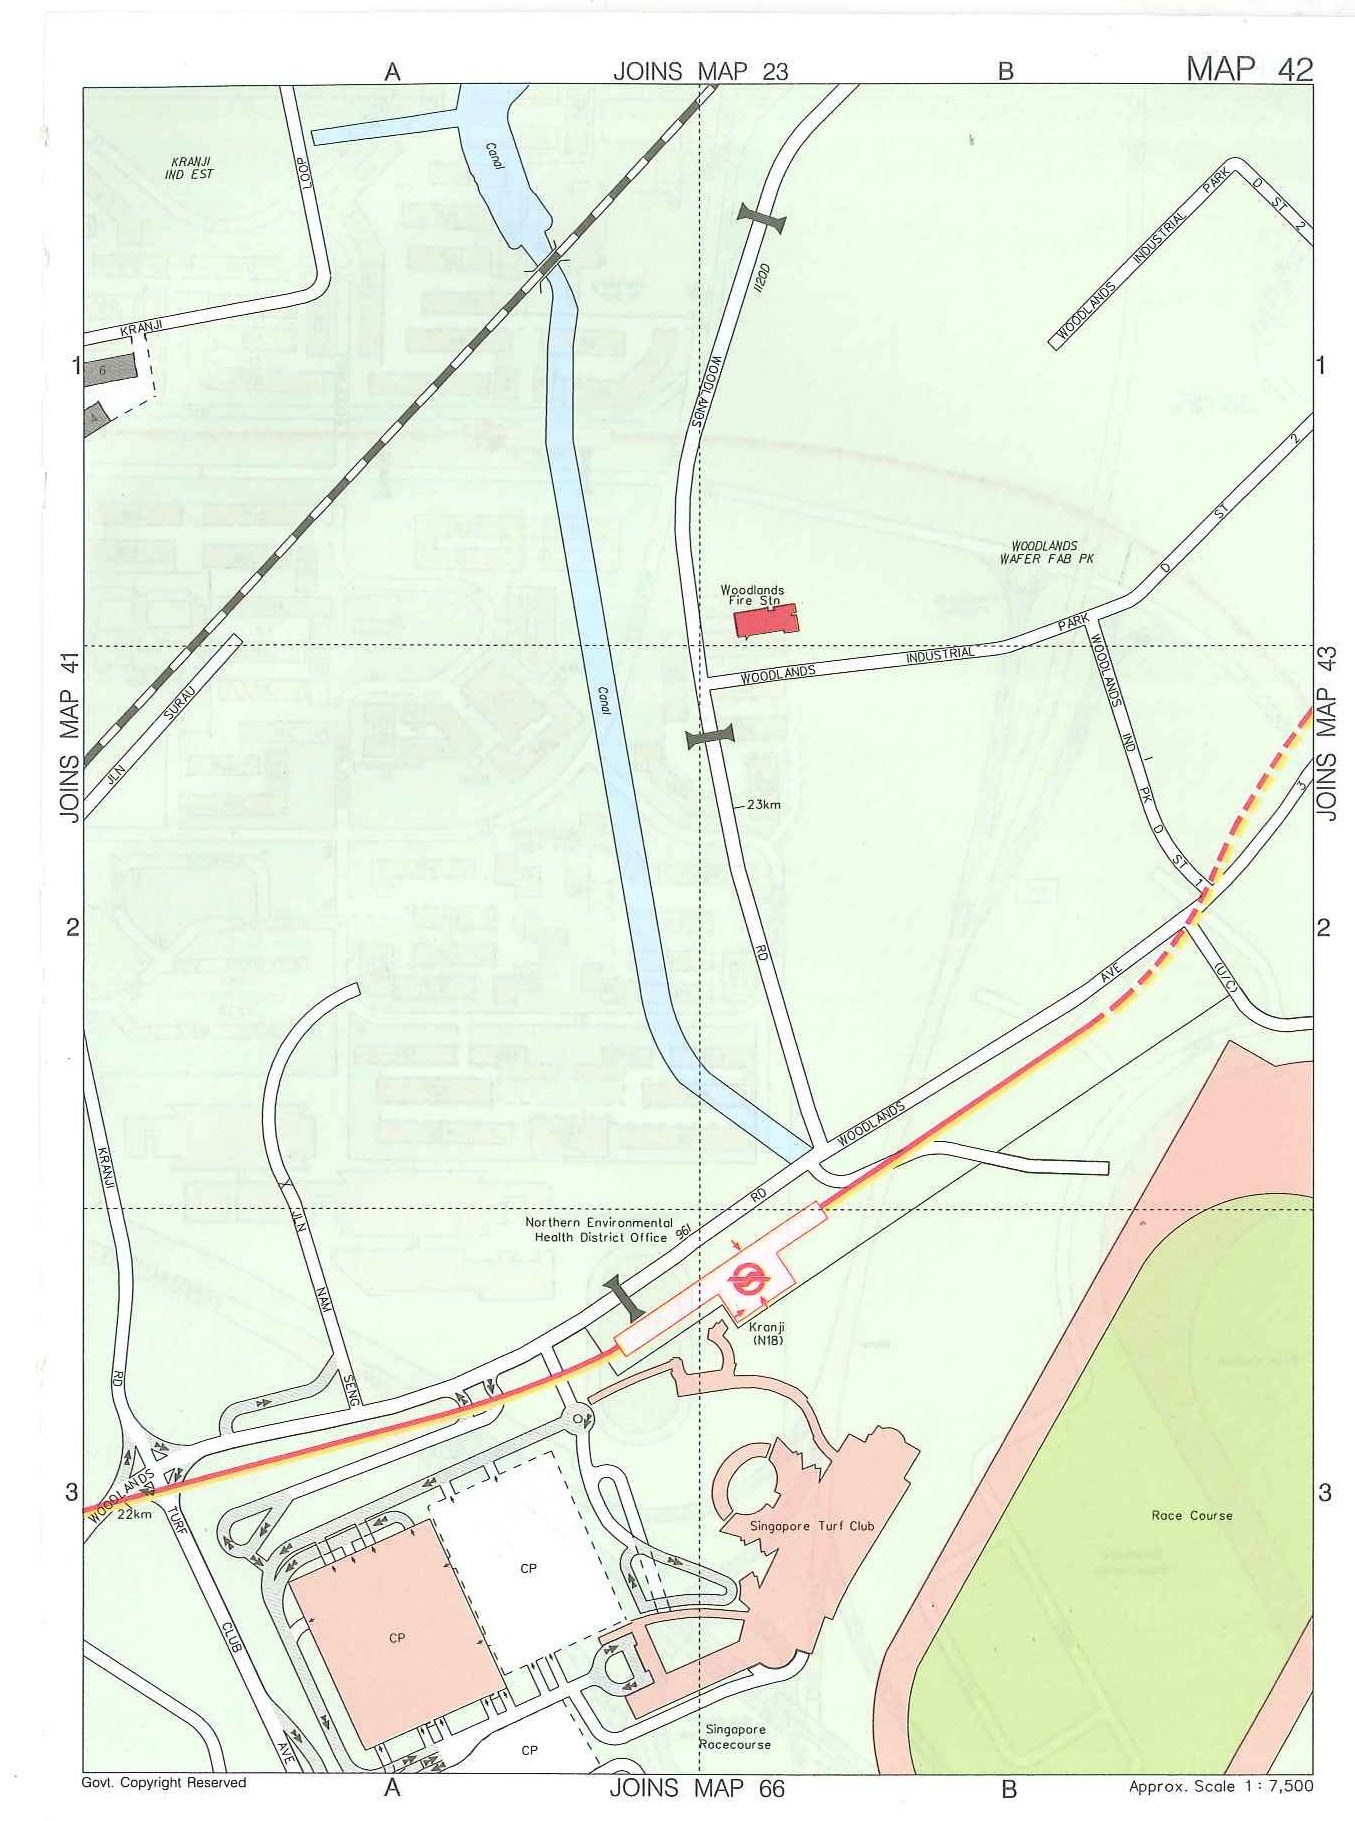 A
JOINS MAP 23
B
MAP 42
KRANJI
IND EST
LOOP
Canal
WOODLANDS INDUSTRIAL PARK D ST 2
1120D
KRANJI
1
6
4
WOODLANDS
1
2
ST
D
WOODLANDS
WAFER FAB PK
Woodlands
Fire Stn
PARK
INDUSTRIAL
WOODLANDS
JOINS MAP 41
JOINS MAP 43
JLN SURAU
Canal
WOODLANDS IND PK D ST 1
23km
3
2
RD
AVE
2
(U/C)
WOODLANDS
KRANJI
RD
JLN
NAM
SENG
RD
961
Northern Environmental
Health District Office
Kranji
(N18)
3
WOODLANDS
22km
TURF
CLUB
AVE
CP
CP
CP
Singapore Turf Club
Race Course
3
Singapore
Racecourse
Govt. Copyright Reserved
A
JOINS MAP 66
B
Approx. Scale 1 : 7,500